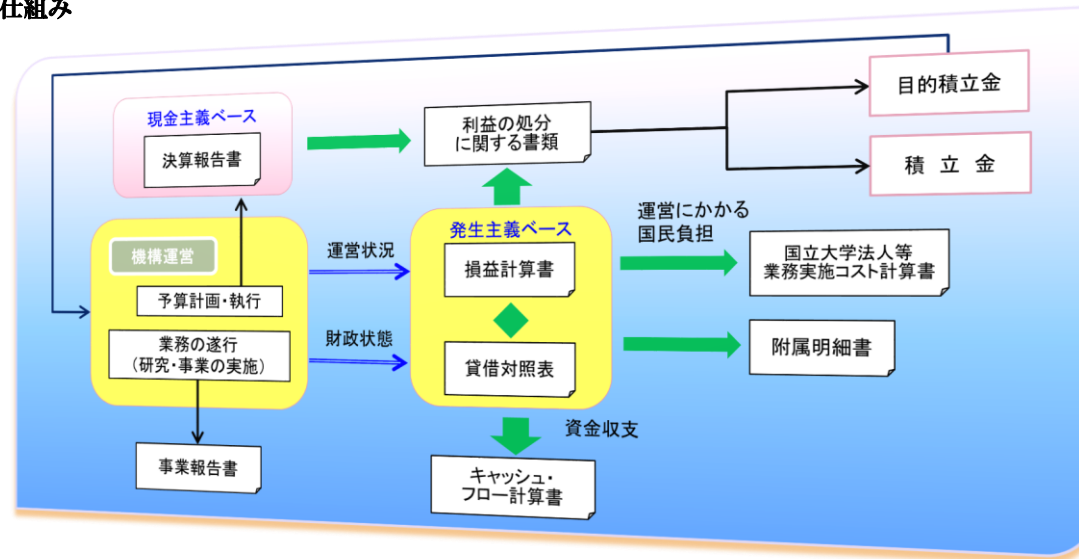 仕組み
目的積立金
積 立 金
現金主義ベース
決算報告書
利益の処分
に関する書類
機構運営
予算計画・執行
業務の遂行
(研究・事業の実施)
事業報告書
運営状況
財政状態
発生主義ベース
損益計算書
貸借対照表
資金収支
キャッシュ・
フロー計算書
運営にかかる
国民負担
国立大学法人等
業務実施コスト計算書
附属明細書